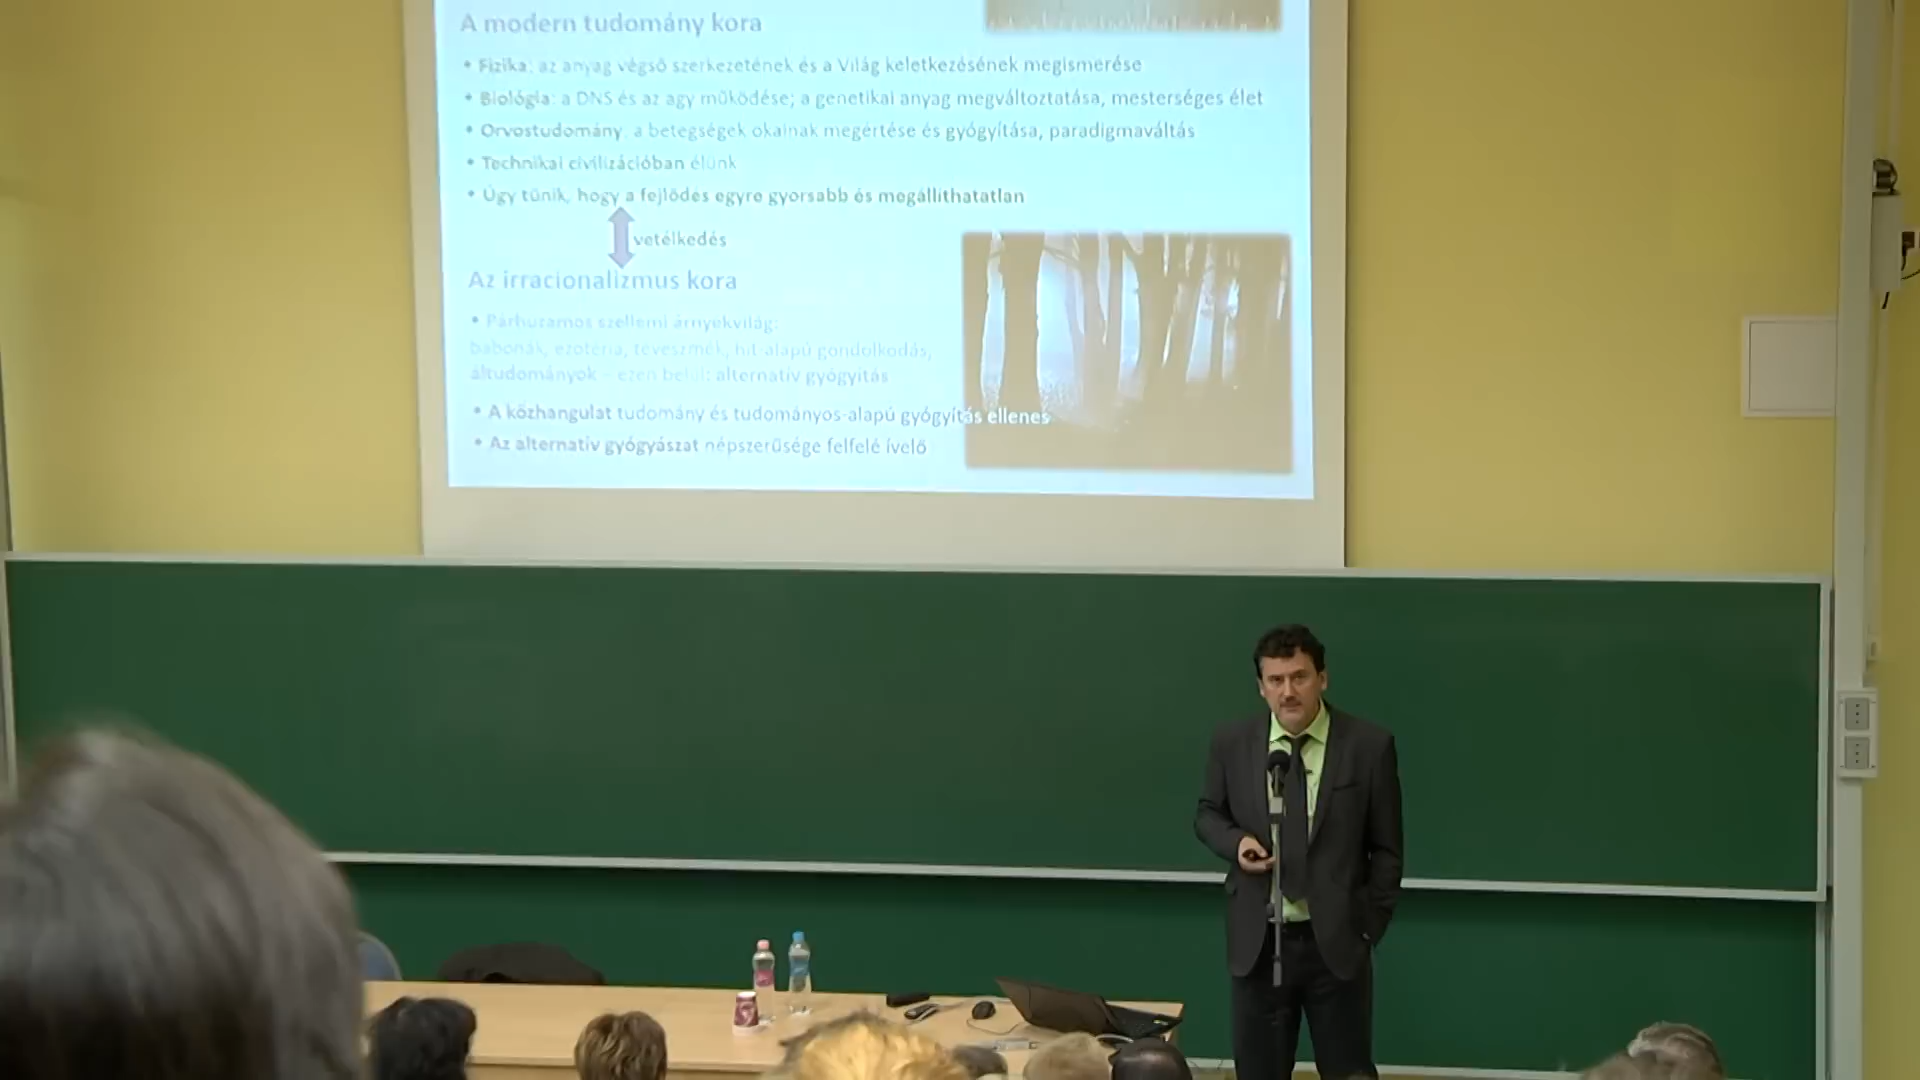 A modern tudomány kora
• Fizika: az anyag végső szerkezetének és a Világ keletkezésének megismerése
• Biológia: a DNS és az agy működése; a genetikai anyag megváltoztatása, mesterséges élet
• Orvostudomány: a betegségek okainak megértése és gyógyítása, paradigmaváltás
• Technikai civilizációban élünk
• Úgy tűnik, hogy a fejlődés egyre gyorsabb és megállíthatatlan
vetélkedés
Az irracionalizmus kora
• Párhuzamos szellemi árnyékvilág:
babonák, ezotéria, téveszmék, hit-alapú gondolkodás,
áltudományok – ezen belül: alternatív gyógyítás
• A közhangulat tudomány és tudományos-alapú gyógyítás ellenes
• Az alternatív gyógyászat népszerűsége felfelé ívelő